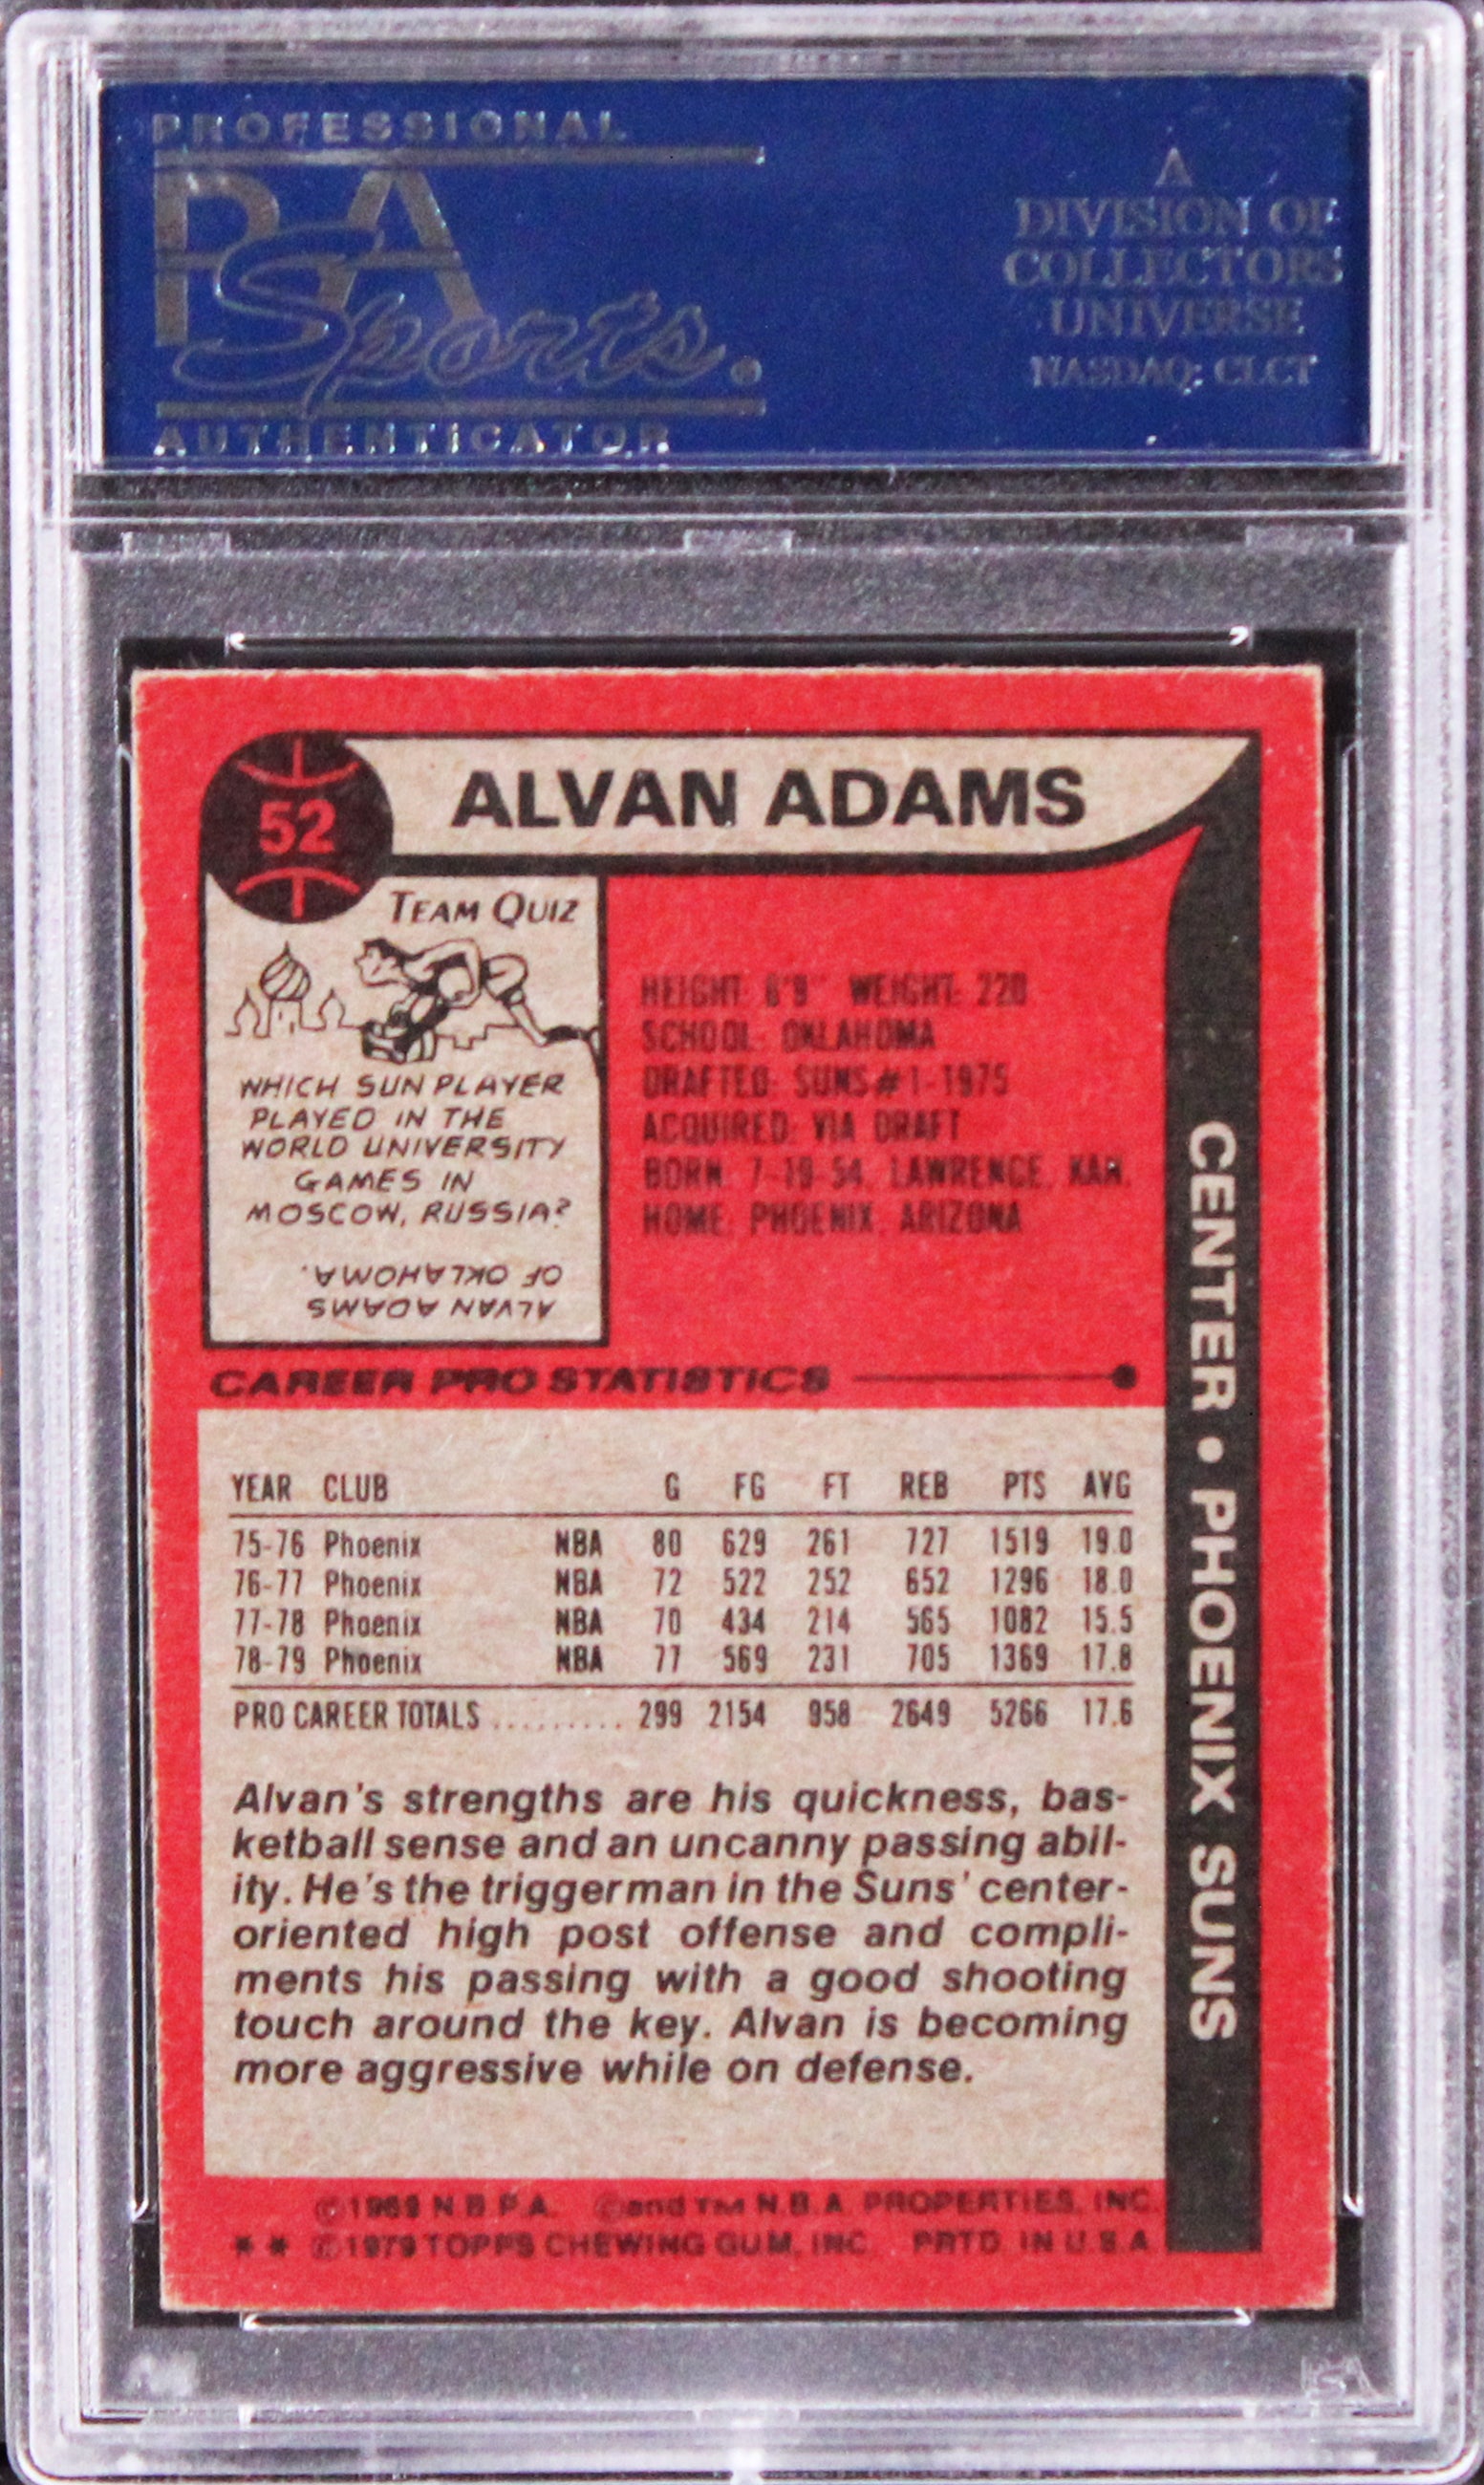 PROFESSIONAL
PSA
Sports.
AUTHENTICATOR
A
DIVISION OF
COLLECTORS
UNIVERSE
NASDAQ: CLCT
52
ALVAN ADAMS
TEAM QUIZ
WHICH SUN PLAYER
PLAYED IN THE
WORLD UNIVERSITY
GAMES IN
MOSCOW, RUSSIA?
ALVAN ADAMS
OF OKLAHOMA.
HEIGHT: 6'9" WEIGHT: 220
SCHOOL: OKLAHOMA
DRAFTED: SUNS #1-1975
ACQUIRED: VIA DRAFT
BORN: 7-19-54, LAWRENCE, KAN.
HOME: PHOENIX, ARIZONA
CENTER • PHOENIX SUNS
CAREER PRO STATISTICS
YEAR CLUB G FG FT REB PTS AVG
75-76 Phoenix NBA 80 629 261 727 1519 19.0
76-77 Phoenix NBA 72 522 252 652 1296 18.0
77-78 Phoenix NBA 70 434 214 565 1082 15.5
78-79 Phoenix NBA 77 569 231 705 1369 17.8
PRO CAREER TOTALS ......... 299 2154 958 2649 5266 17.6
Alvan's strengths are his quickness, bas-
ketball sense and an uncanny passing abil-
ity. He's the triggerman in the Suns' center-
oriented high post offense and compli-
ments his passing with a good shooting
touch around the key. Alvan is becoming
more aggressive while on defense.
©1969 N.B.P.A. ©and TM N.B.A. PROPERTIES, INC.
** ©1979 TOPPS CHEWING GUM, INC. PRTD. IN U.S.A.
PSA